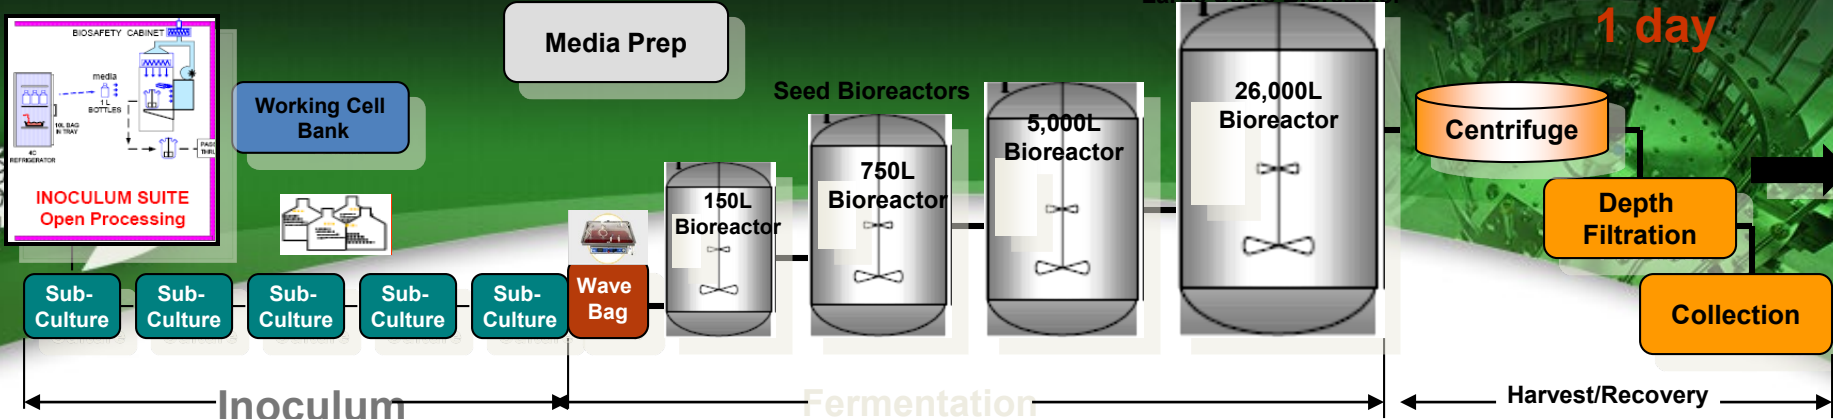 BIOSAFETY CABINET
media
1 L
BOTTLES
10L BAG
IN TRAY
4C
REFRIGERATOR
PASS
THRU
INOCULUM SUITE
Open Processing
Working Cell
Bank
Media Prep
Seed Bioreactors
150L
Bioreactor
750L
Bioreactor
5,000L
Bioreactor
26,000L
Bioreactor
1 day
Centrifuge
Depth
Filtration
Collection
Sub-
Culture
Sub-
Culture
Sub-
Culture
Sub-
Culture
Sub-
Culture
Wave
Bag
Inoculum
Fermentation
Harvest/Recovery